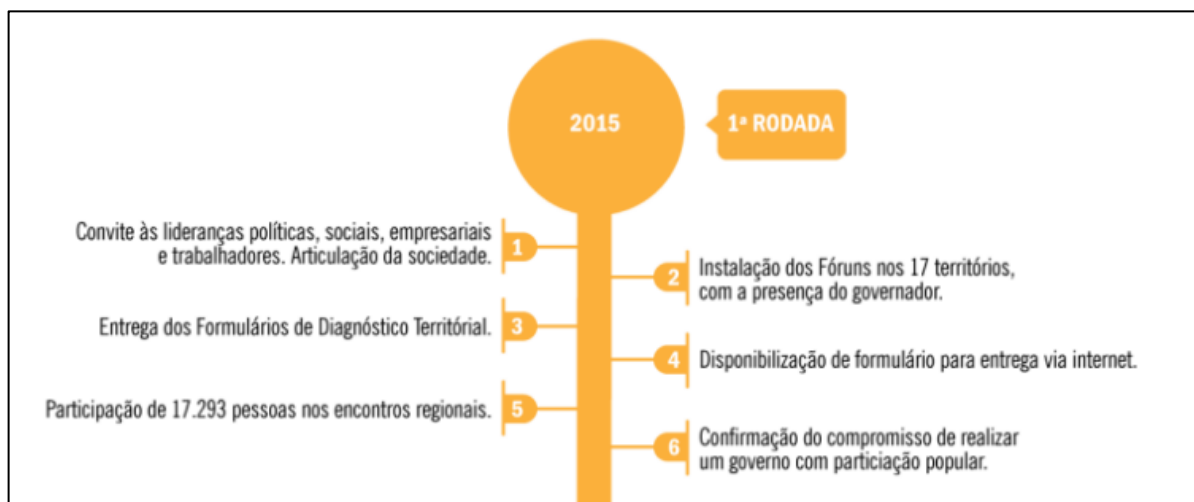 2015
1ª RODADA
Convite às lideranças políticas, sociais, empresariais
e trabalhadores. Articulação da sociedade.
1
2
Instalação dos Fóruns nos 17 territórios,
com a presença do governador.
Entrega dos Formulários de Diagnóstico Territórial.
3
4
Disponibilização de formulário para entrega via internet.
Participação de 17.293 pessoas nos encontros regionais.
5
6
Confirmação do compromisso de realizar
um governo com particiação popular.